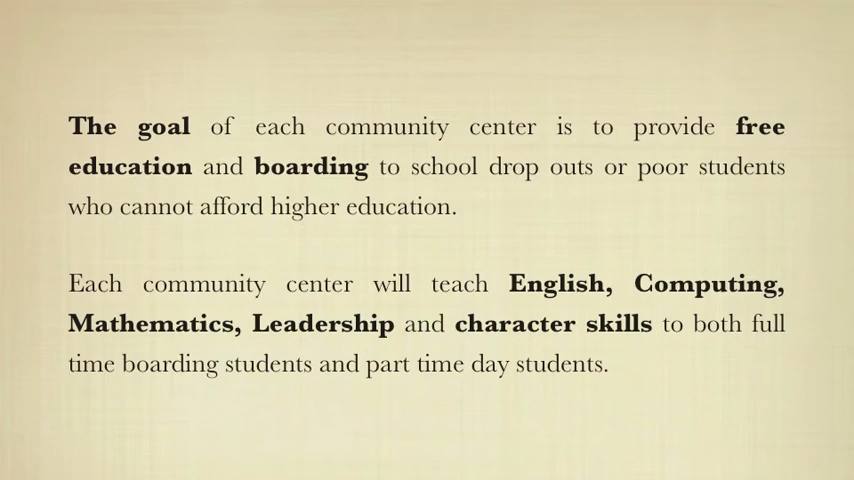 The goal of each community center is to provide free
education and boarding to school drop outs or poor students
who cannot afford higher education.
Each community center will teach English, Computing,
Mathematics, Leadership and character skills to both full
time boarding students and part time day students.